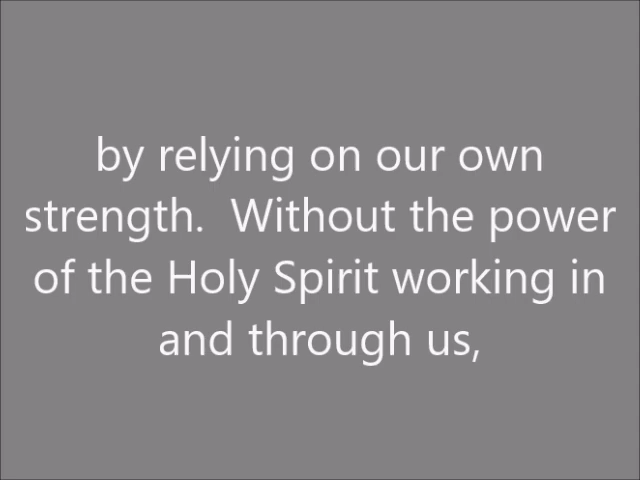 by relying on our own
strength.  Without the power
of the Holy Spirit working in
and through us,